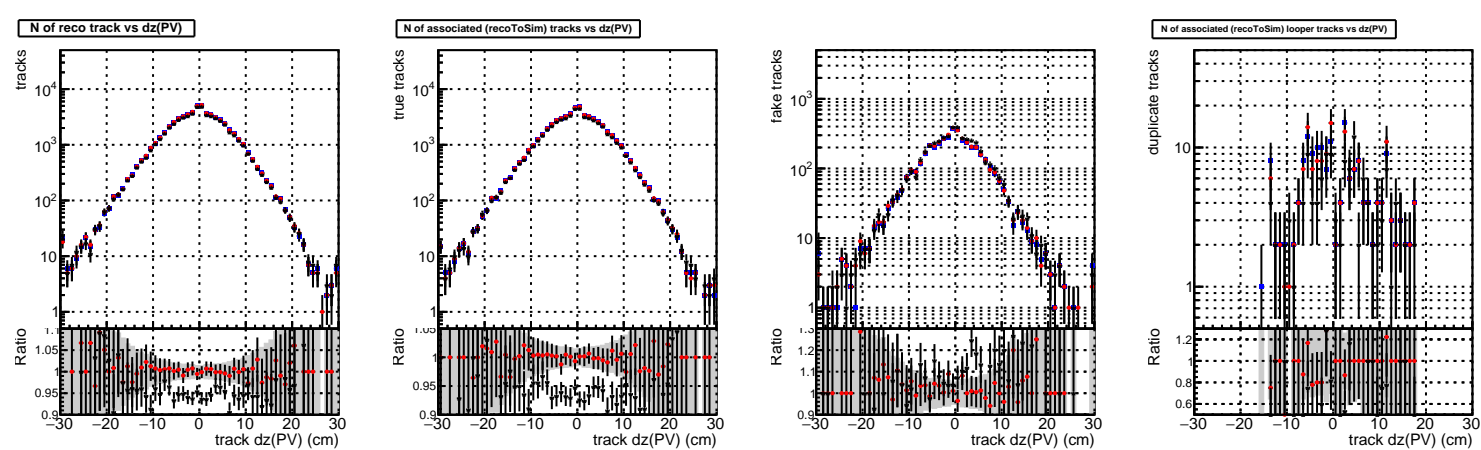 N of reco track vs dz(PV)
tracks
10⁴
10³
10²
10
1
Ratio
1.1
1.05
1
0.95
0.9
−30 −20 −10 0 10 20 30
track dz(PV) (cm)
N of associated (recoToSim) tracks vs dz(PV)
true tracks
10⁴
10³
10²
10
1
Ratio
1.05
1
0.95
0.9
−30 −20 −10 0 10 20 30
track dz(PV) (cm)
fake tracks
10³
10²
10
1
Ratio
1.3
1.2
1.1
1
0.9
−30 −20 −10 0 10 20 30
track dz(PV) (cm)
N of associated (recoToSim) looper tracks vs dz(PV)
duplicate tracks
10
1
Ratio
1.2
1
0.8
0.6
−30 −20 −10 0 10 20 30
track dz(PV) (cm)